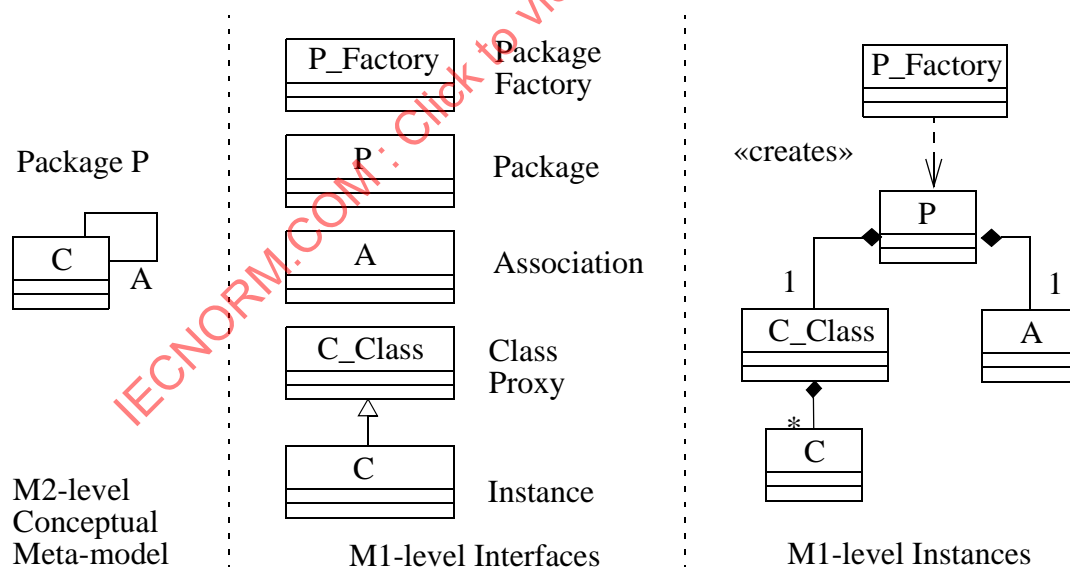 Package P
C
A
M2-level
Conceptual
Meta-model
P_Factory
Package
Factory
P
Package
A
Association
C_Class
Class
Proxy
C
Instance
M1-level Interfaces
P_Factory
«creates»
P
1
1
C_Class
A
*
C
M1-level Instances
IECNORM.COM : Click to vie